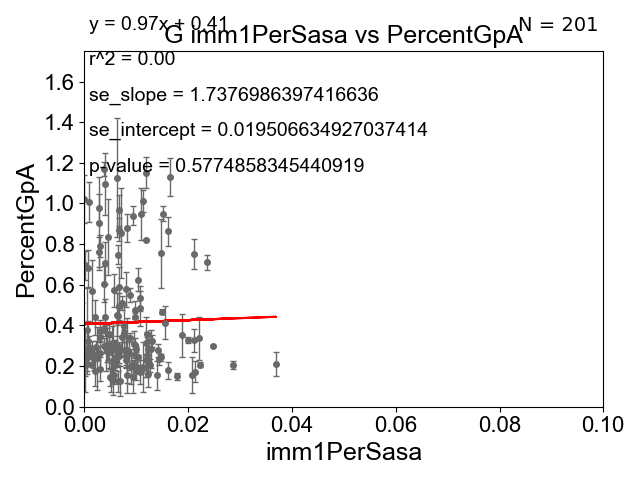 y = 0.97x + 0.41
G imm1PerSasa vs PercentGpA
N = 201
r^2 = 0.00
se_slope = 1.7376986397416636
se_intercept = 0.019506634927037414
p-value = 0.5774858345440919
PercentGpA
1.6
1.4
1.2
1.0
0.8
0.6
0.4
0.2
0.0
0.00 0.02 0.04 0.06 0.08 0.10
imm1PerSasa